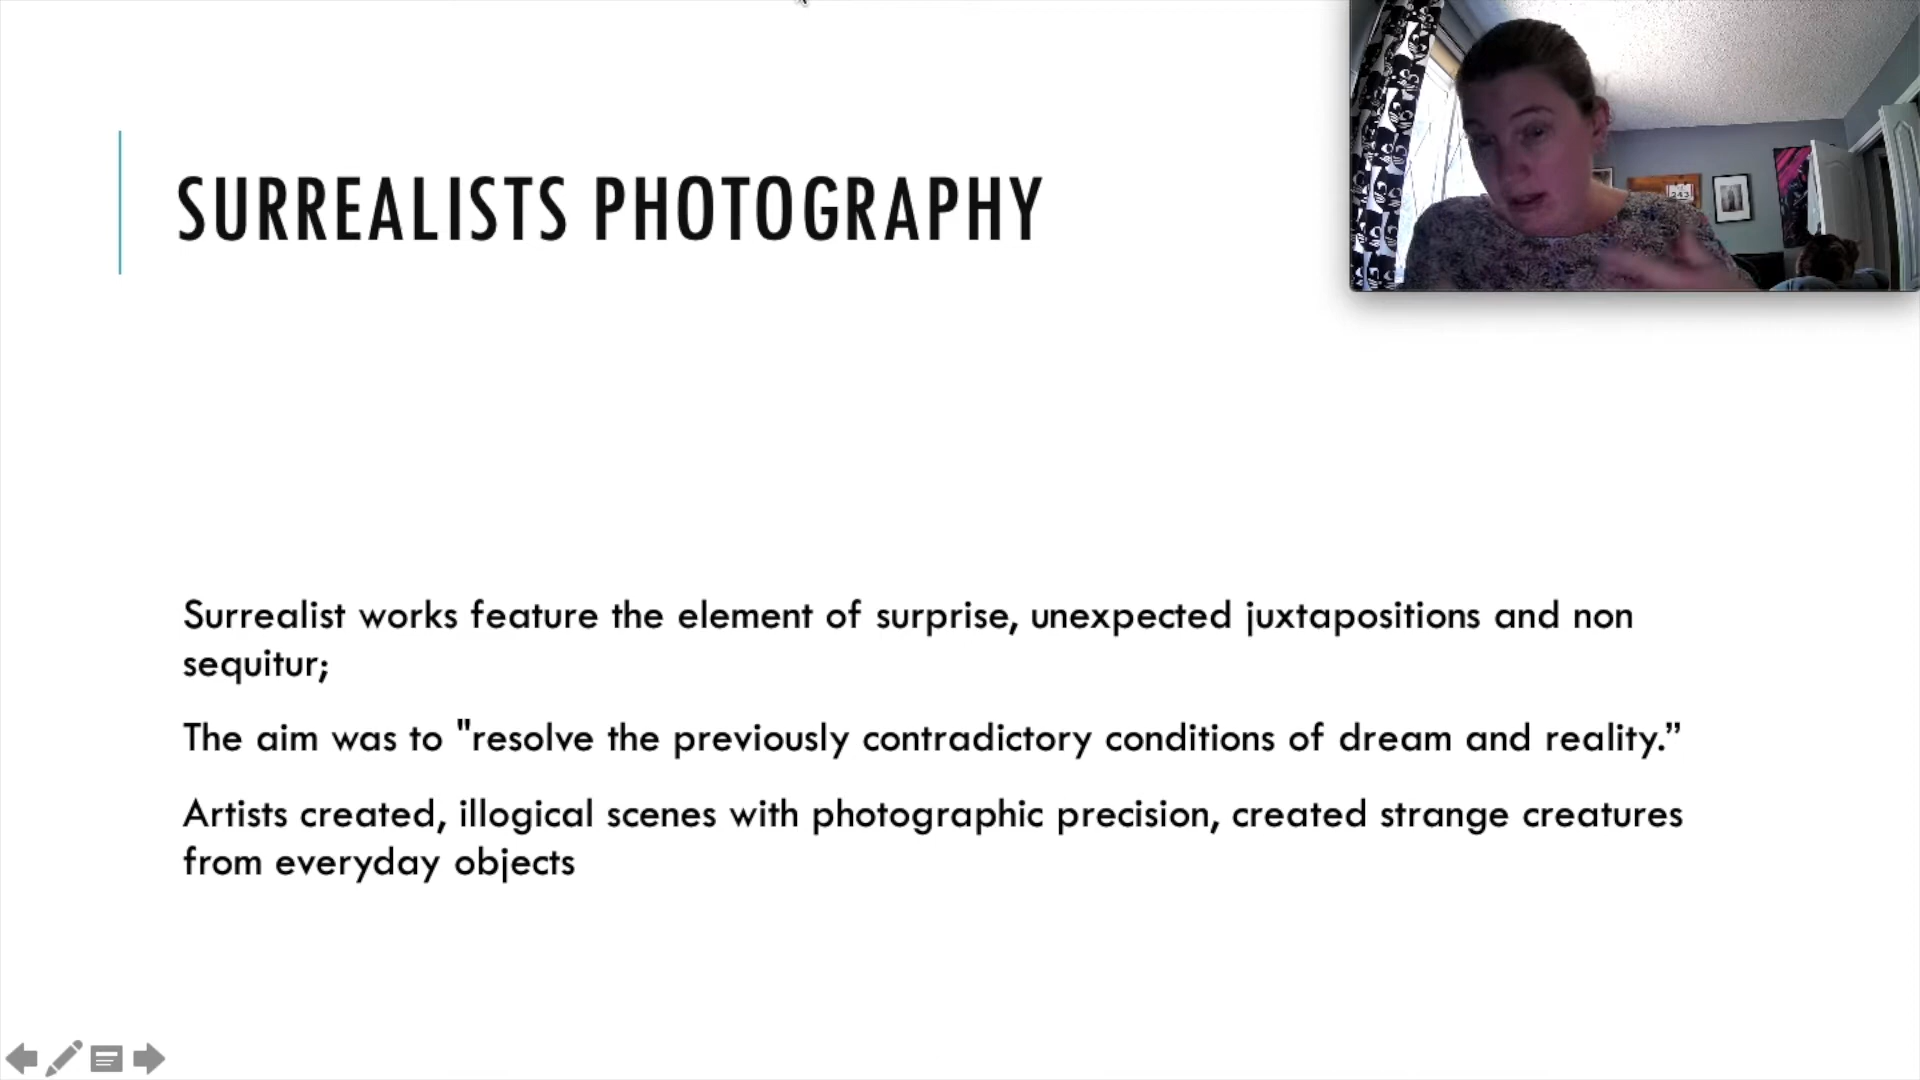 SURREALISTS PHOTOGRAPHY
Surrealist works feature the element of surprise, unexpected juxtapositions and non
sequitur;
The aim was to "resolve the previously contradictory conditions of dream and reality.”
Artists created, illogical scenes with photographic precision, created strange creatures
from everyday objects
243